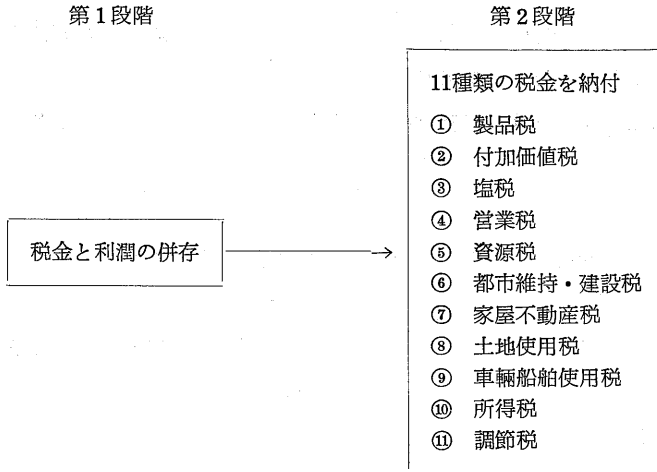 第1段階
第2段階
11種類の税金を納付
① 製品税
② 付加価値税
③ 塩税
④ 営業税
税金と利潤の併存
⑤ 資源税
⑥ 都市維持・建設税
⑦ 家屋不動産税
⑧ 土地使用税
⑨ 車輛船舶使用税
⑩ 所得税
⑪ 調節税